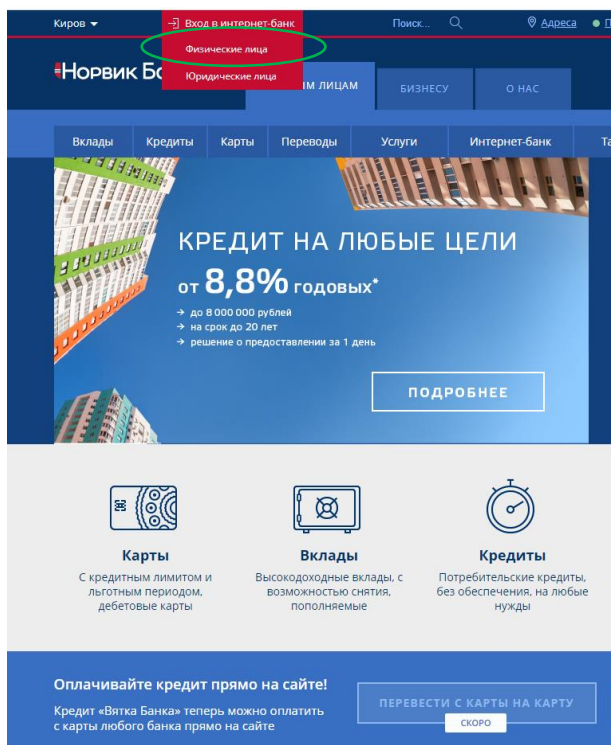 Киров
Вход в интернет-банк
Поиск...
Адреса
Физические лица
Норвик
Юридические лица
ЛИЦАМ
БИЗНЕСУ
О НАС
Вклады
Кредиты
Карты
Переводы
Услуги
Интернет-банк
КРЕДИТ НА ЛЮБЫЕ ЦЕЛИ
от 8,8% годовых*
→ до 8 000 000 рублей
→ на срок до 20 лет
→ решение о предоставлении за 1 день
ПОДРОБНЕЕ
Карты
С кредитным лимитом и
льготным периодом,
дебетовые карты
Вклады
Высокодоходные вклады, с
возможностью снятия,
пополняемые
Кредиты
Потребительские кредиты,
без обеспечения, на любые
нужды
Оплачивайте кредит прямо на сайте!
Кредит «Вятка Банка» теперь можно оплатить
с карты любого банка прямо на сайте
ПЕРЕВЕСТИ С КАРТЫ НА КАРТУ
СКОРО